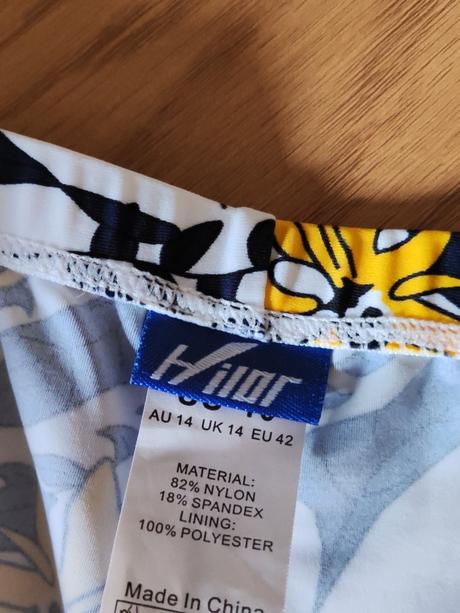 Hilor
AU 14 UK 14 EU 42
MATERIAL:
82% NYLON
18% SPANDEX
LINING:
100% POLYESTER
Made In China